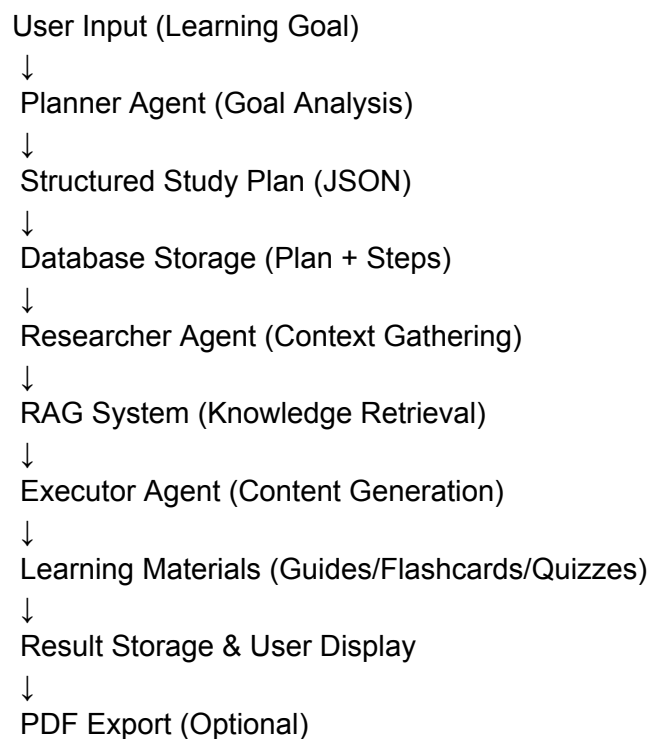 User Input (Learning Goal)
↓
Planner Agent (Goal Analysis)
↓
Structured Study Plan (JSON)
↓
Database Storage (Plan + Steps)
↓
Researcher Agent (Context Gathering)
↓
RAG System (Knowledge Retrieval)
↓
Executor Agent (Content Generation)
↓
Learning Materials (Guides/Flashcards/Quizzes)
↓
Result Storage & User Display
↓
PDF Export (Optional)